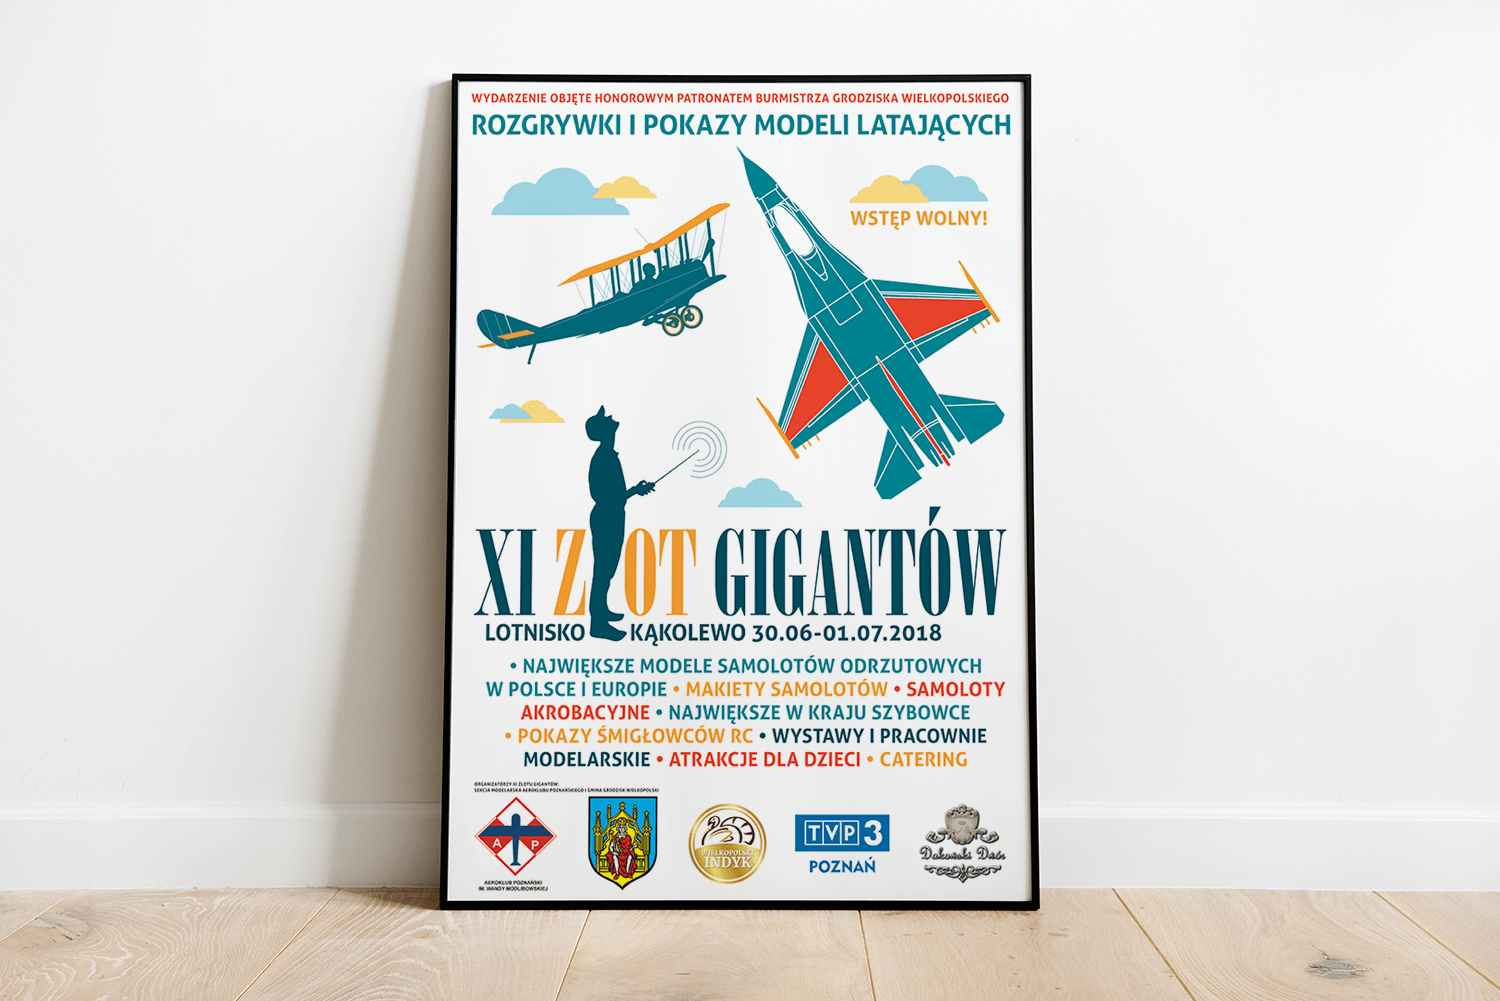 WYDARZENIE OBJĘTE HONOROWYM PATRONATEM BURMISTRZA GRODZISKA WIELKOPOLSKIEGO
ROZGRYWKI I POKAZY MODELI LATAJĄCYCH
WSTĘP WOLNY!
XI ZLOT GIGANTÓW
LOTNISKO KĄKOLEWO 30.06-01.07.2018
• NAJWIĘKSZE MODELE SAMOLOTÓW ODRZUTOWYCH
W POLSCE I EUROPIE • MAKIETY SAMOLOTÓW • SAMOLOTY
AKROBACYJNE • NAJWIĘKSZE W KRAJU SZYBOWCE
• POKAZY ŚMIGŁOWCÓW RC • WYSTAWY I PRACOWNIE
MODELARSKIE • ATRAKCJE DLA DZIECI • CATERING
ORGANIZATORZY XI ZLOTU GIGANTÓW:
SEKCJA MODELARSKA AEROKLUBU POZNAŃSKIEGO I GMINA GRODZISK WIELKOPOLSKI
A P
AEROKLUB POZNAŃSKI
IM. WANDY MODLIBOWSKIEJ
WIELKOPOLSKI
INDYK
TVP 3
POZNAŃ
Dakowski Dwór